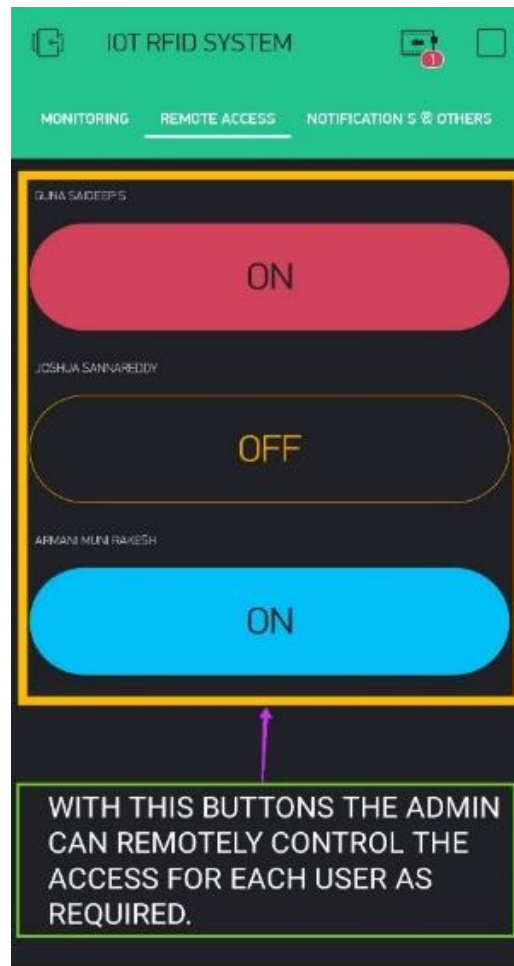 IOT RFID SYSTEM
1
MONITORING REMOTE ACCESS NOTIFICATION'S & OTHERS
GUNA SAIDEEP S
ON
JOSHUA SANNAREDDY
OFF
ARMANI MUNI RAKESH
ON
WITH THIS BUTTONS THE ADMIN
CAN REMOTELY CONTROL THE
ACCESS FOR EACH USER AS
REQUIRED.